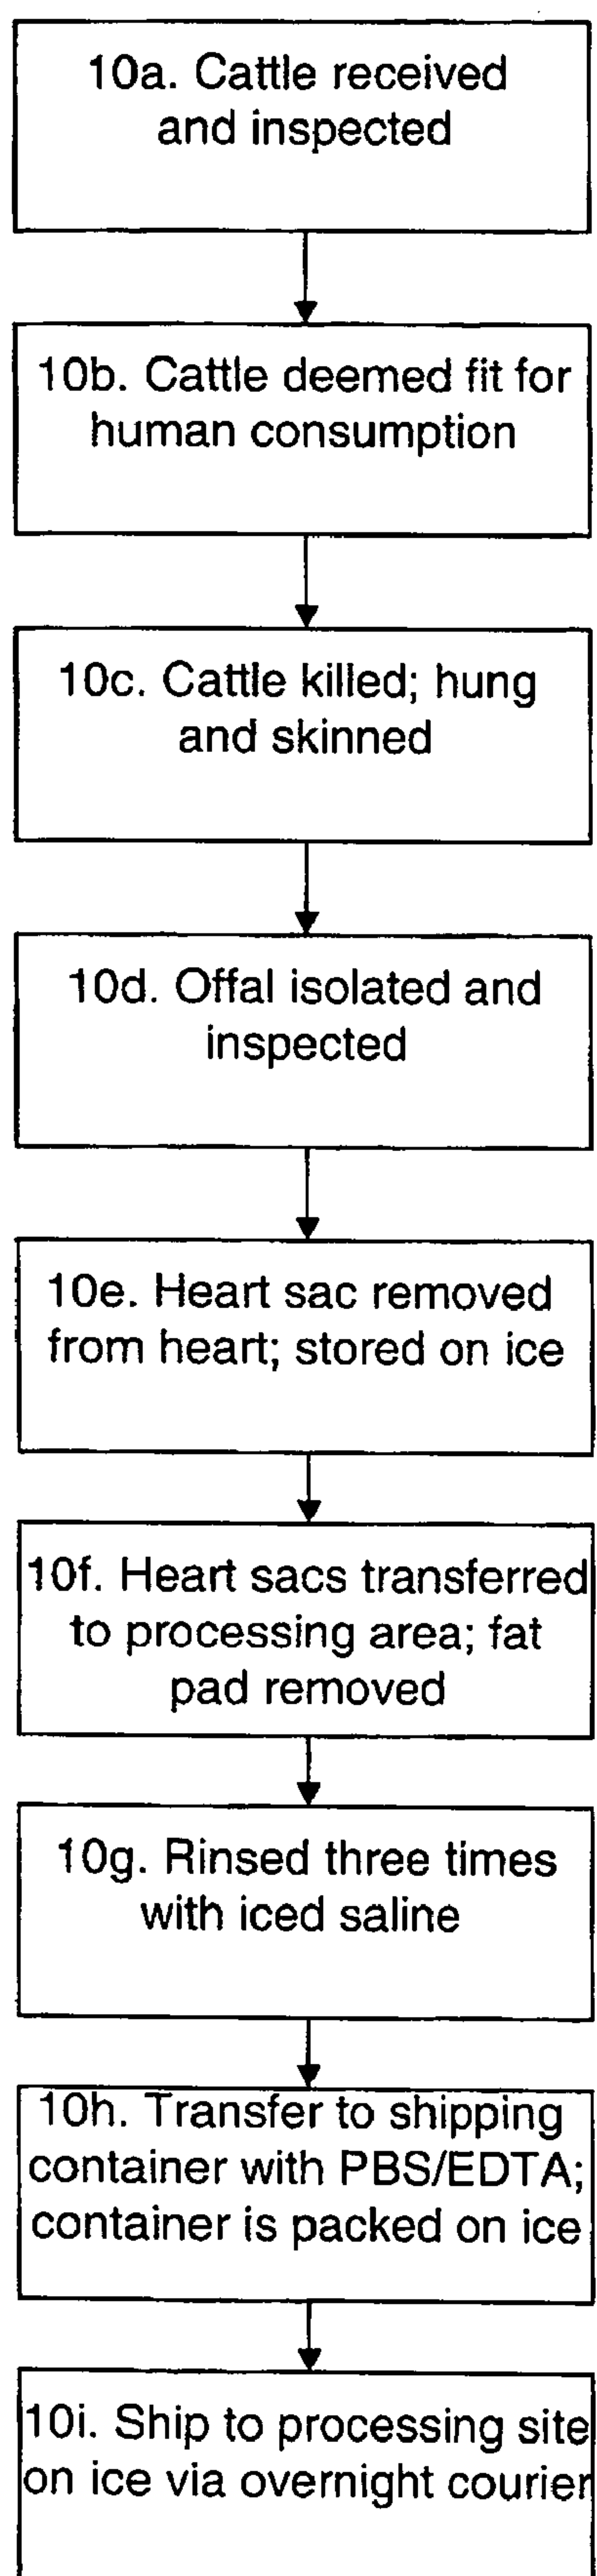 10a. Cattle received
and inspected
10b. Cattle deemed fit for
human consumption
10c. Cattle killed; hung
and skinned
10d. Offal isolated and
inspected
10e. Heart sac removed
from heart; stored on ice
10f. Heart sacs transferred
to processing area; fat
pad removed
10g. Rinsed three times
with iced saline
10h. Transfer to shipping
container with PBS/EDTA;
container is packed on ice
10i. Ship to processing site
on ice via overnight courier